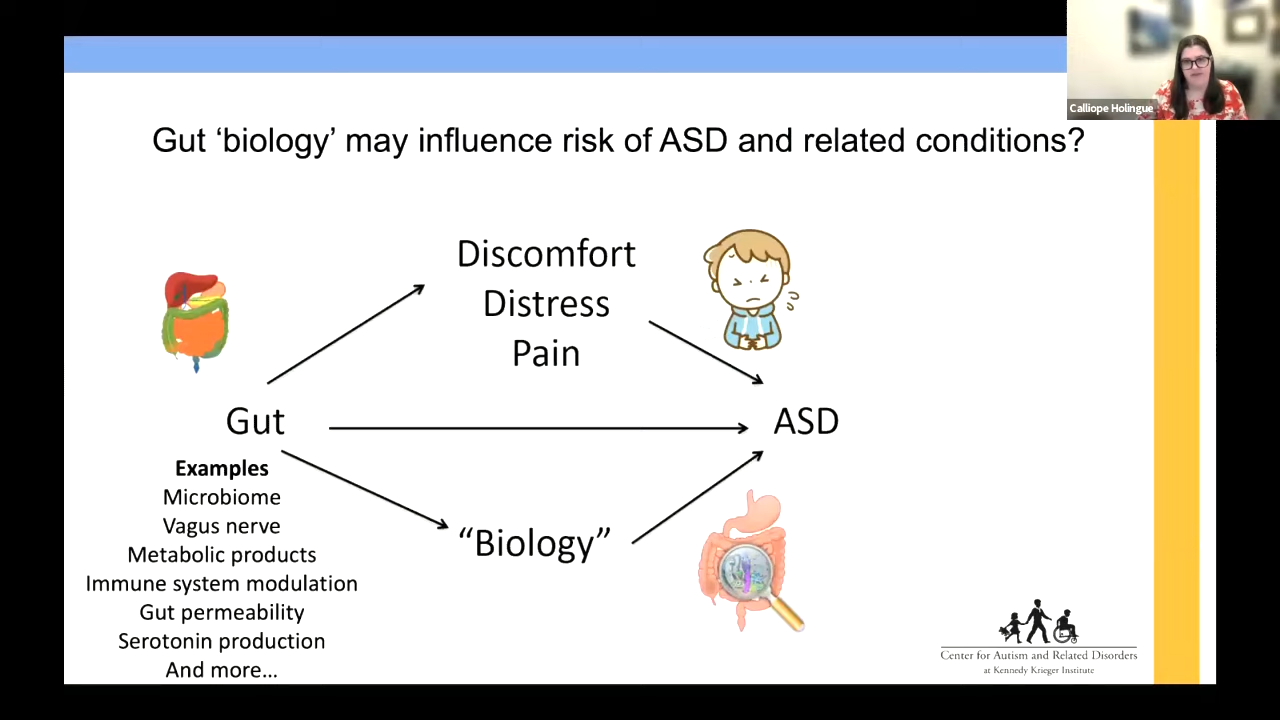 Calliope Holingue
Gut ‘biology’ may influence risk of ASD and related conditions?
Discomfort
Distress
Pain
Gut
ASD
Examples
Microbiome
Vagus nerve
Metabolic products
Immune system modulation
Gut permeability
Serotonin production
And more...
“Biology”
Center for Autism and Related Disorders
at Kennedy Krieger Institute